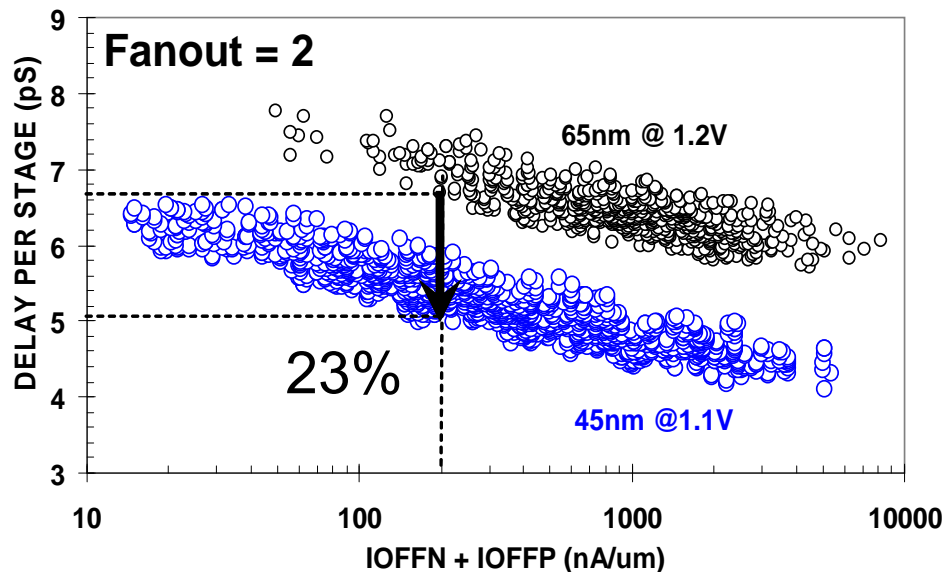 Fanout = 2
65nm @ 1.2V
23%
45nm @1.1V
DELAY PER STAGE (pS)
9
8
7
6
5
4
3
10
100
1000
10000
IOFFN + IOFFP (nA/um)